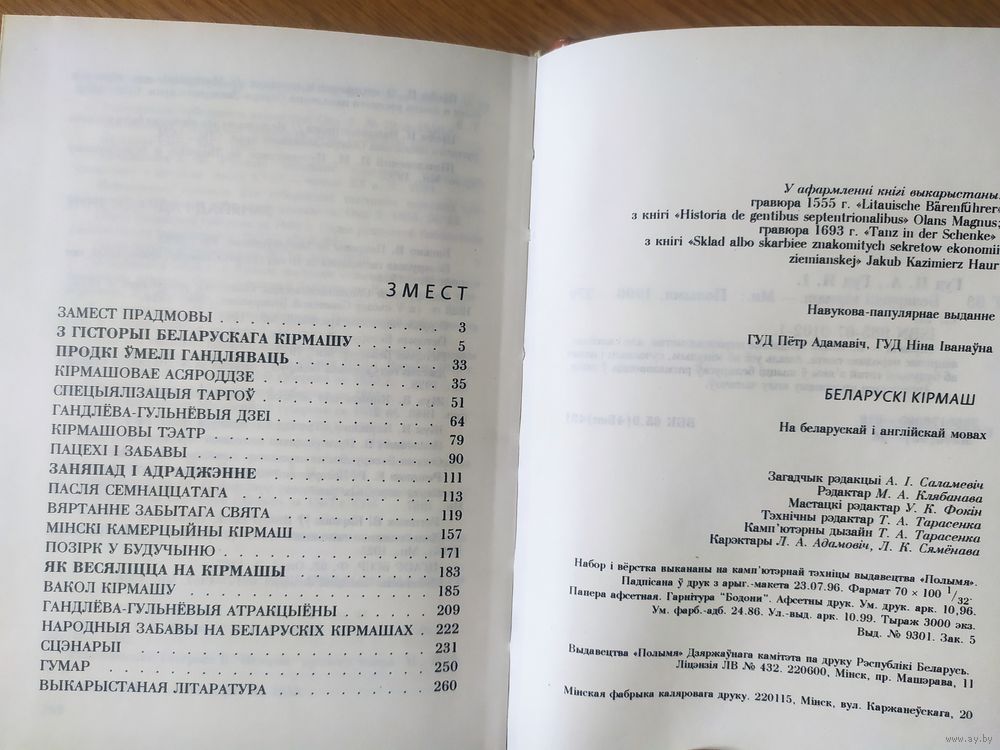 ЗМЕСТ
ЗАМЕСТ ПРАДМОВЫ . . . . . . . . . . 3
З ГІСТОРЫІ БЕЛАРУСКАГА КІРМАШУ . . . . . 5
ПРОДКІ ЎМЕЛІ ГАНДЛЯВАЦЬ . . . . . . . . 33
КІРМАШОВАЕ АСЯРОДДЗЕ . . . . . . . . . 35
СПЕЦЫЯЛІЗАЦЫЯ ТАРГОЎ . . . . . . . . . 51
ГАНДЛЁВА-ГУЛЬНЁВЫЯ ДЗЕІ . . . . . . . . 64
КІРМАШОВЫ ТЭАТР . . . . . . . . . . . 79
ПАЦЕХІ І ЗАБАВЫ . . . . . . . . . . . 90
ЗАНЯПАД І АДРАДЖЭННЕ . . . . . . . . . 111
ПАСЛЯ СЕМНАЦЦАТАГА . . . . . . . . . . 113
ВЯРТАННЕ ЗАБЫТАГА СВЯТА . . . . . . . . 119
МІНСКІ КАМЕРЦЫЙНЫ КІРМАШ . . . . . . . 157
ПОЗІРК У БУДУЧЫНЮ . . . . . . . . . . 171
ЯК ВЕСЯЛІЦЦА НА КІРМАШЫ . . . . . . . . 183
ВАКОЛ КІРМАШУ . . . . . . . . . . . . 185
ГАНДЛЁВА-ГУЛЬНЁВЫЯ АТРАКЦЫЁНЫ . . . . . 209
НАРОДНЫЯ ЗАБАВЫ НА БЕЛАРУСКІХ КІРМАШАХ . 222
СЦЭНАРЫІ . . . . . . . . . . . . . . 231
ГУМАР . . . . . . . . . . . . . . . 250
ВЫКАРЫСТАНАЯ ЛІТАРАТУРА . . . . . . . . 260
У афармленні кнігі выкарыстаны:
гравюра 1555 г. «Litauische Bärenführer»
з кнігі «Historia de gentibus septentrionalibus» Olans Magnus;
гравюра 1693 г. «Tanz in der Schenke»
з кнігі «Sklad albo skarbiec znakomitych sekretow ekonomii
ziemianskej» Jakub Kazimierz Haur
Навукова-папулярнае выданне
ГУД Пётр Адамавіч, ГУД Ніна Іванаўна
БЕЛАРУСКІ КІРМАШ
На беларускай і англійскай мовах
Загадчык рэдакцыі А. І. Саламевіч
Рэдактар М. А. Клябанава
Мастацкі рэдактар У. К. Фокін
Тэхнічны рэдактар Т. А. Тарасенка
Камп'ютэрны дызайн Т. А. Тарасенка
Карэктары Л. А. Адамовіч, Л. К. Сямёнава
Набор і вёрстка выкананы на камп'ютэрнай тэхніцы выдавецтва «Полымя».
Падпісана ў друк з арыг.-макета 23.07.96. Фармат 70 × 100 1/32.
Папера афсетная. Гарнітура "Бодони". Афсетны друк. Ум. друк. арк. 10,96.
Ум. фарб.-адб. 24.86. Ул.-выд. арк. 10.99. Тыраж 3000 экз.
Выд. № 9301. Зак. 5
Выдавецтва «Полымя» Дзяржаўнага камітэта па друку Рэспублікі Беларусь.
Ліцэнзія ЛВ № 432. 220600, Мінск, пр. Машэрава, 11
Мінская фабрыка каляровага друку. 220115, Мінск, вул. Каржанеўскага, 20
www.ay.by